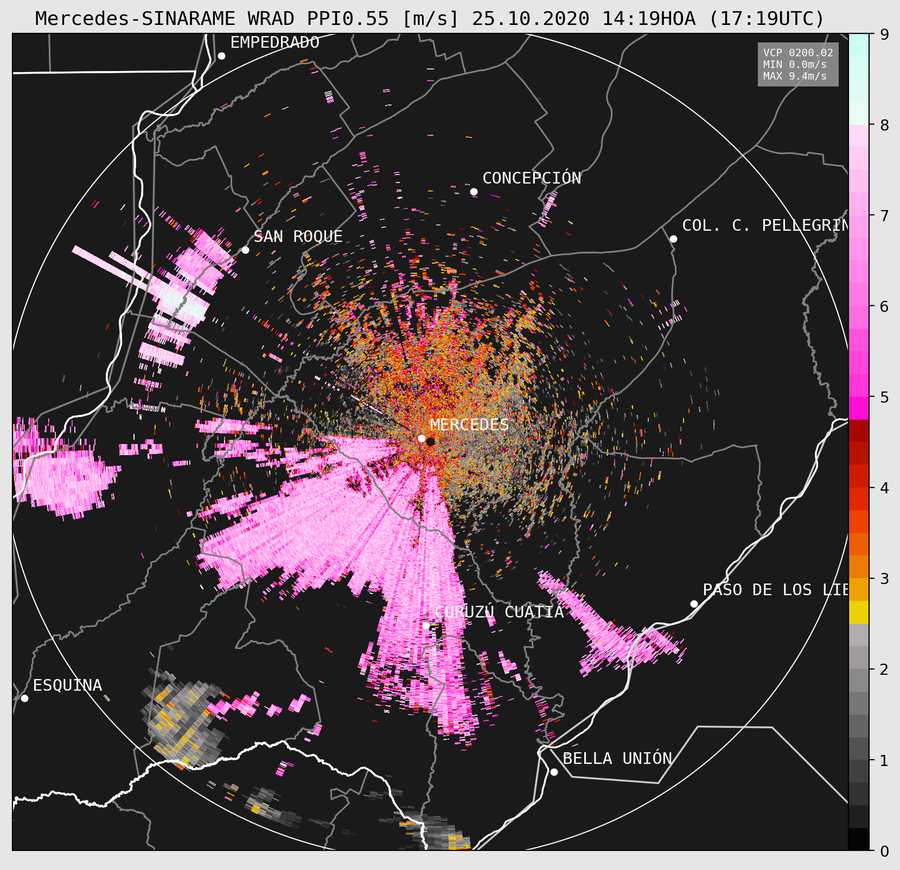 Mercedes-SINARAME WRAD PPI0.55 [m/s] 25.10.2020 14:19HOA (17:19UTC)
EMPEDRADO
VCP 0200.02
MIN 0.0m/s
MAX 9.4m/s
CONCEPCIÓN
COL. C. PELLEGRIN
SAN ROQUE
MERCEDES
PASO DE LOS LIB
CURUZÚ CUATIÁ
ESQUINA
BELLA UNIÓN
9
8
7
6
5
4
3
2
1
0